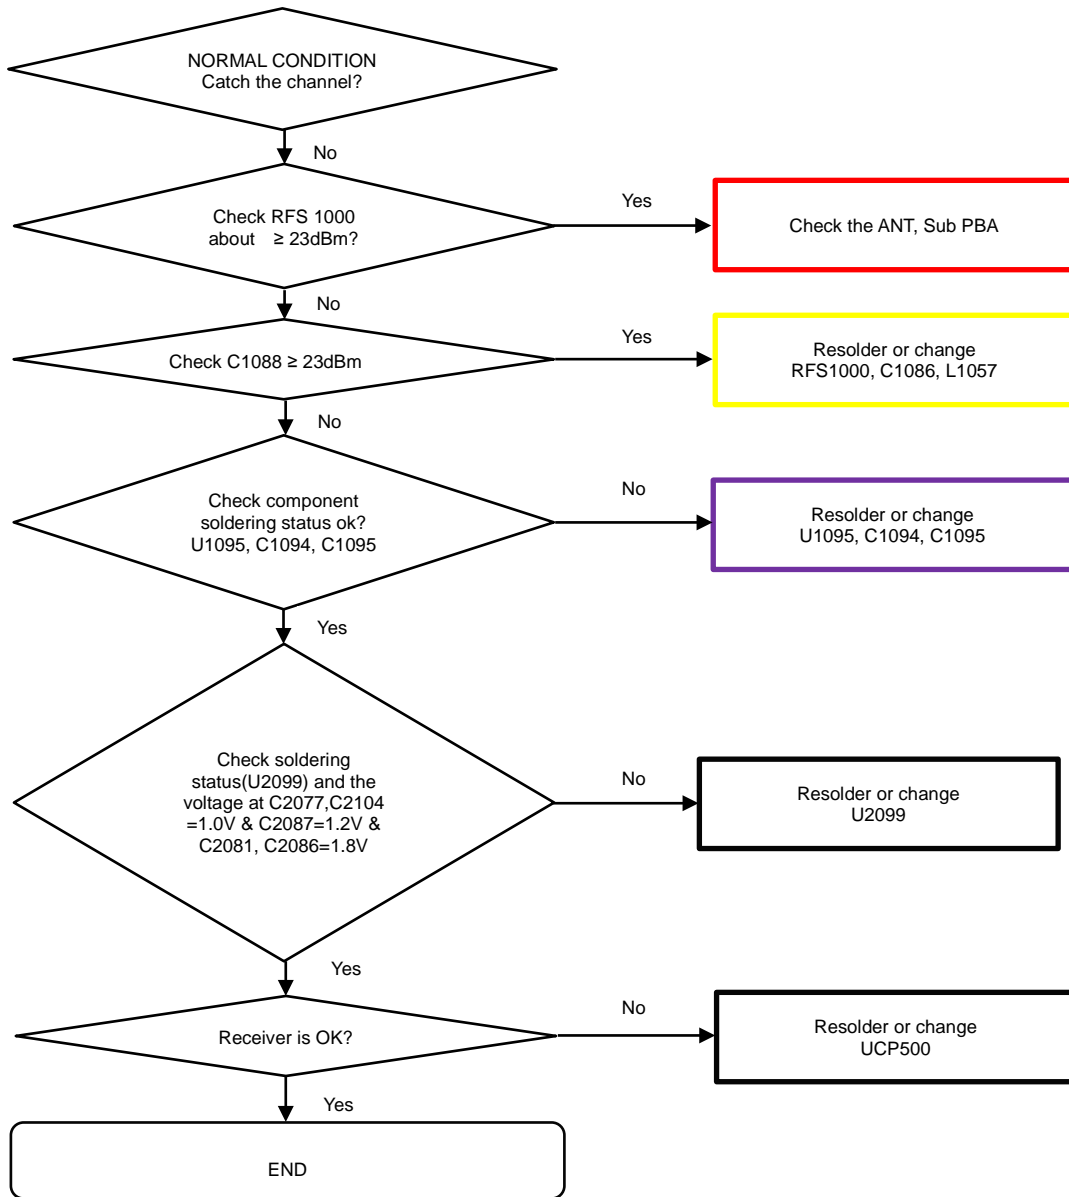 NORMAL CONDITION
Catch the channel?
No
Check RFS 1000
about ≥ 23dBm?
Yes
Check the ANT, Sub PBA
No
Check C1088 ≥ 23dBm
Yes
Resolder or change
RFS1000, C1086, L1057
No
Check component
soldering status ok?
U1095, C1094, C1095
No
Resolder or change
U1095, C1094, C1095
Yes
Check soldering
status(U2099) and the
voltage at C2077,C2104
=1.0V & C2087=1.2V &
C2081, C2086=1.8V
No
Resolder or change
U2099
Yes
Receiver is OK?
No
Resolder or change
UCP500
Yes
END